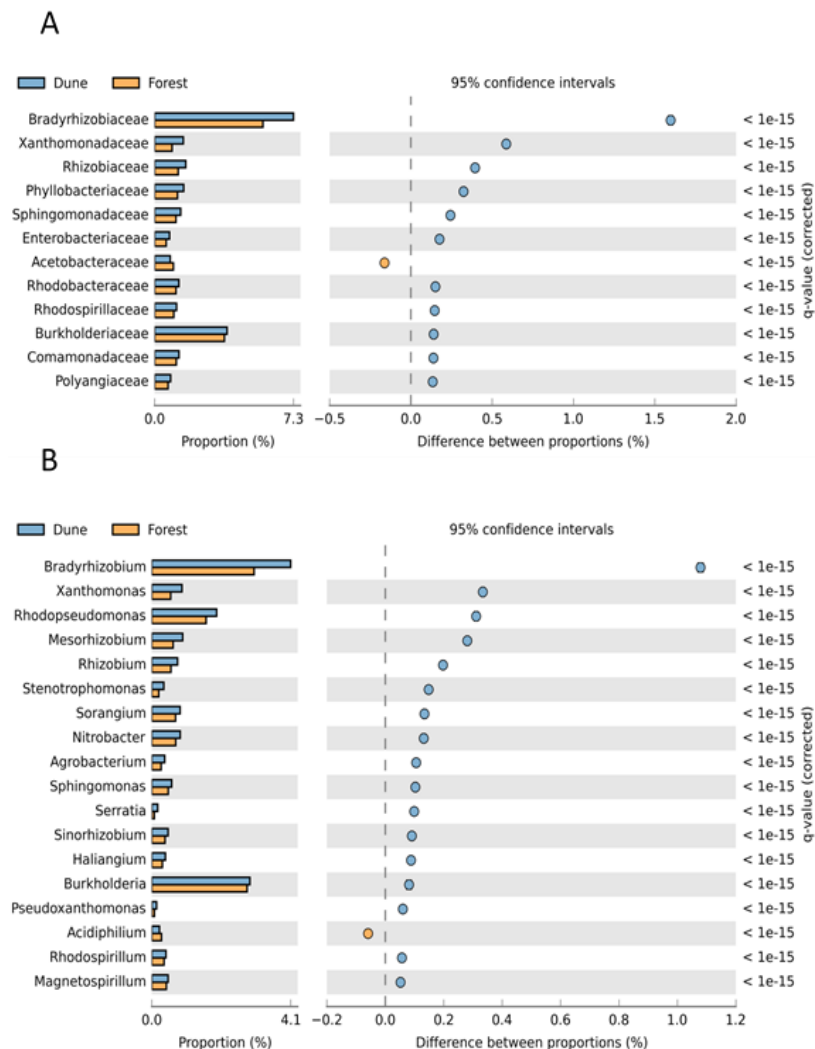 A
Dune Forest 95% confidence intervals
Bradyrhizobiaceae < 1e-15
Xanthomonadaceae < 1e-15
Rhizobiaceae < 1e-15
Phyllobacteriaceae < 1e-15
Sphingomonadaceae < 1e-15
Enterobacteriaceae < 1e-15
Acetobacteraceae < 1e-15
Rhodobacteraceae < 1e-15
Rhodospirillaceae < 1e-15
Burkholderiaceae < 1e-15
Comamonadaceae < 1e-15
Polyangiaceae < 1e-15
q-value (corrected)
0.0 7.3 −0.5 0.0 0.5 1.0 1.5 2.0
Proportion (%) Difference between proportions (%)
B
Dune Forest 95% confidence intervals
Bradyrhizobium < 1e-15
Xanthomonas < 1e-15
Rhodopseudomonas < 1e-15
Mesorhizobium < 1e-15
Rhizobium < 1e-15
Stenotrophomonas < 1e-15
Sorangium < 1e-15
Nitrobacter < 1e-15
Agrobacterium < 1e-15
Sphingomonas < 1e-15
Serratia < 1e-15
Sinorhizobium < 1e-15
Haliangium < 1e-15
Burkholderia < 1e-15
Pseudoxanthomonas < 1e-15
Acidiphilium < 1e-15
Rhodospirillum < 1e-15
Magnetospirillum < 1e-15
q-value (corrected)
0.0 4.1 −0.2 0.0 0.2 0.4 0.6 0.8 1.0 1.2
Proportion (%) Difference between proportions (%)